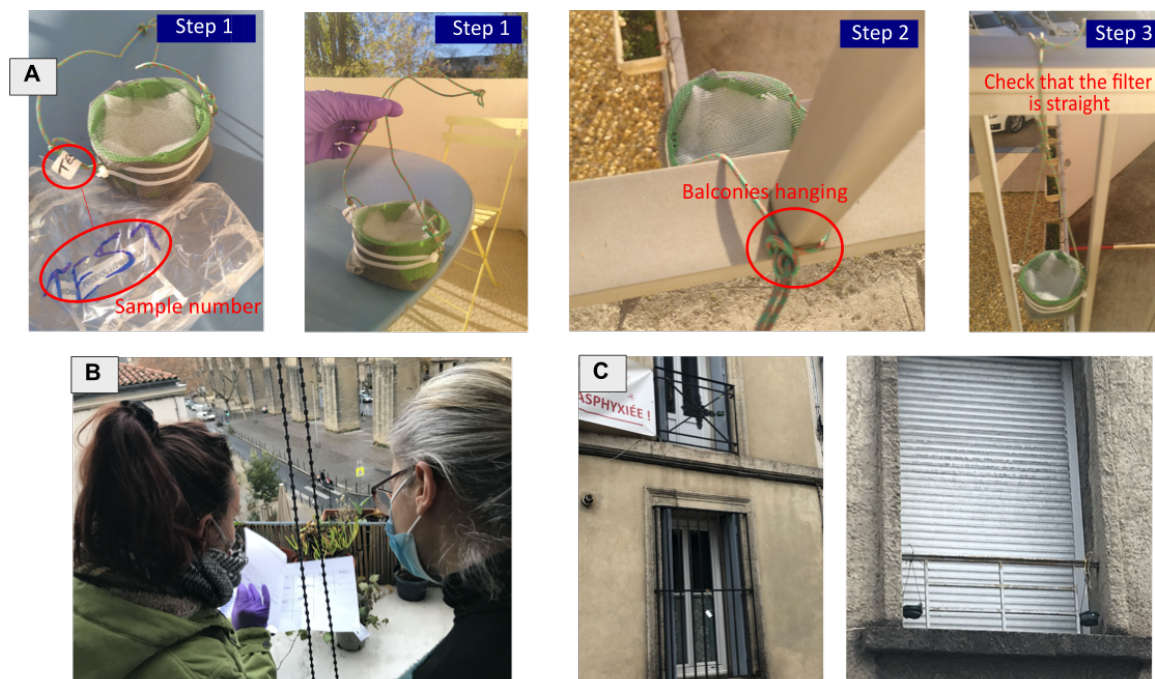 A
Step 1
Step 1
Step 2
Step 3
Check that the filter
is straight
Balconies hanging
TEST
Sample number
B
C
ASPHYXIÉE !